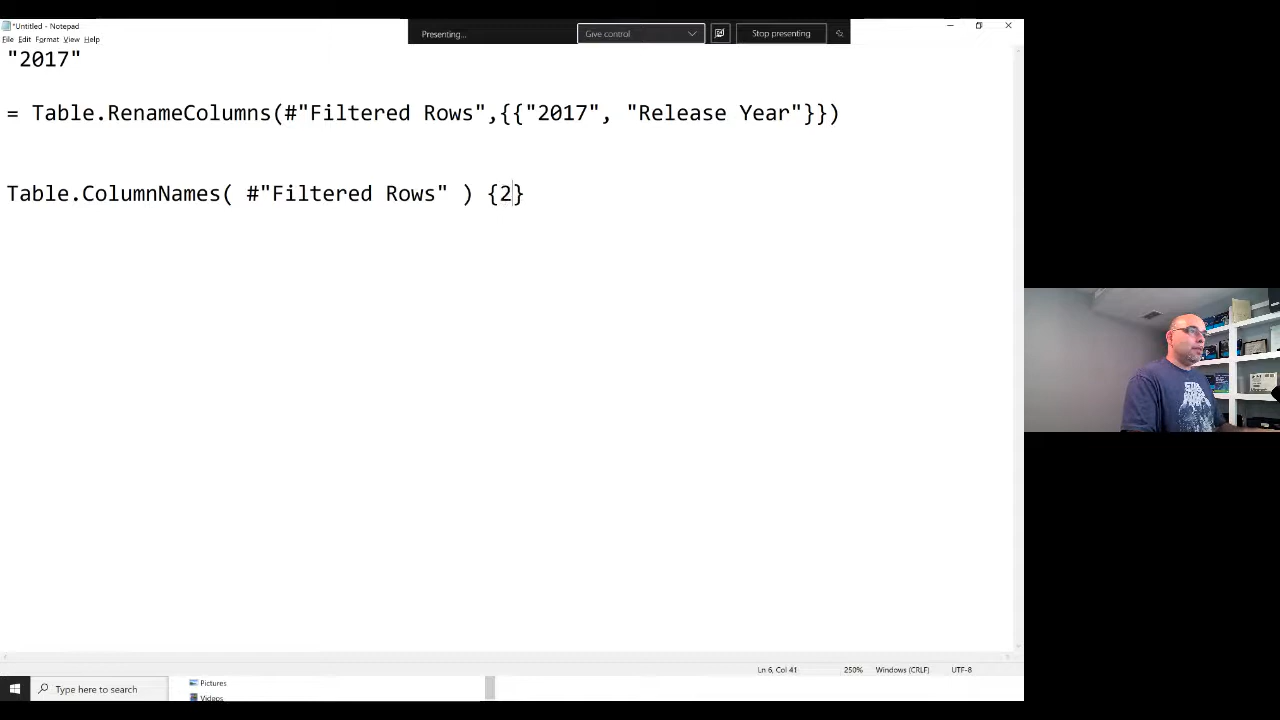 *Untitled - Notepad
File Edit Format View Help
Presenting...
Give control
Stop presenting
"2017"
= Table.RenameColumns(#"Filtered Rows",{{"2017", "Release Year"}})
Table.ColumnNames( #"Filtered Rows" ) {2}
Ln 6, Col 41
250%
Windows (CRLF)
UTF-8
Type here to search
Pictures
Videos